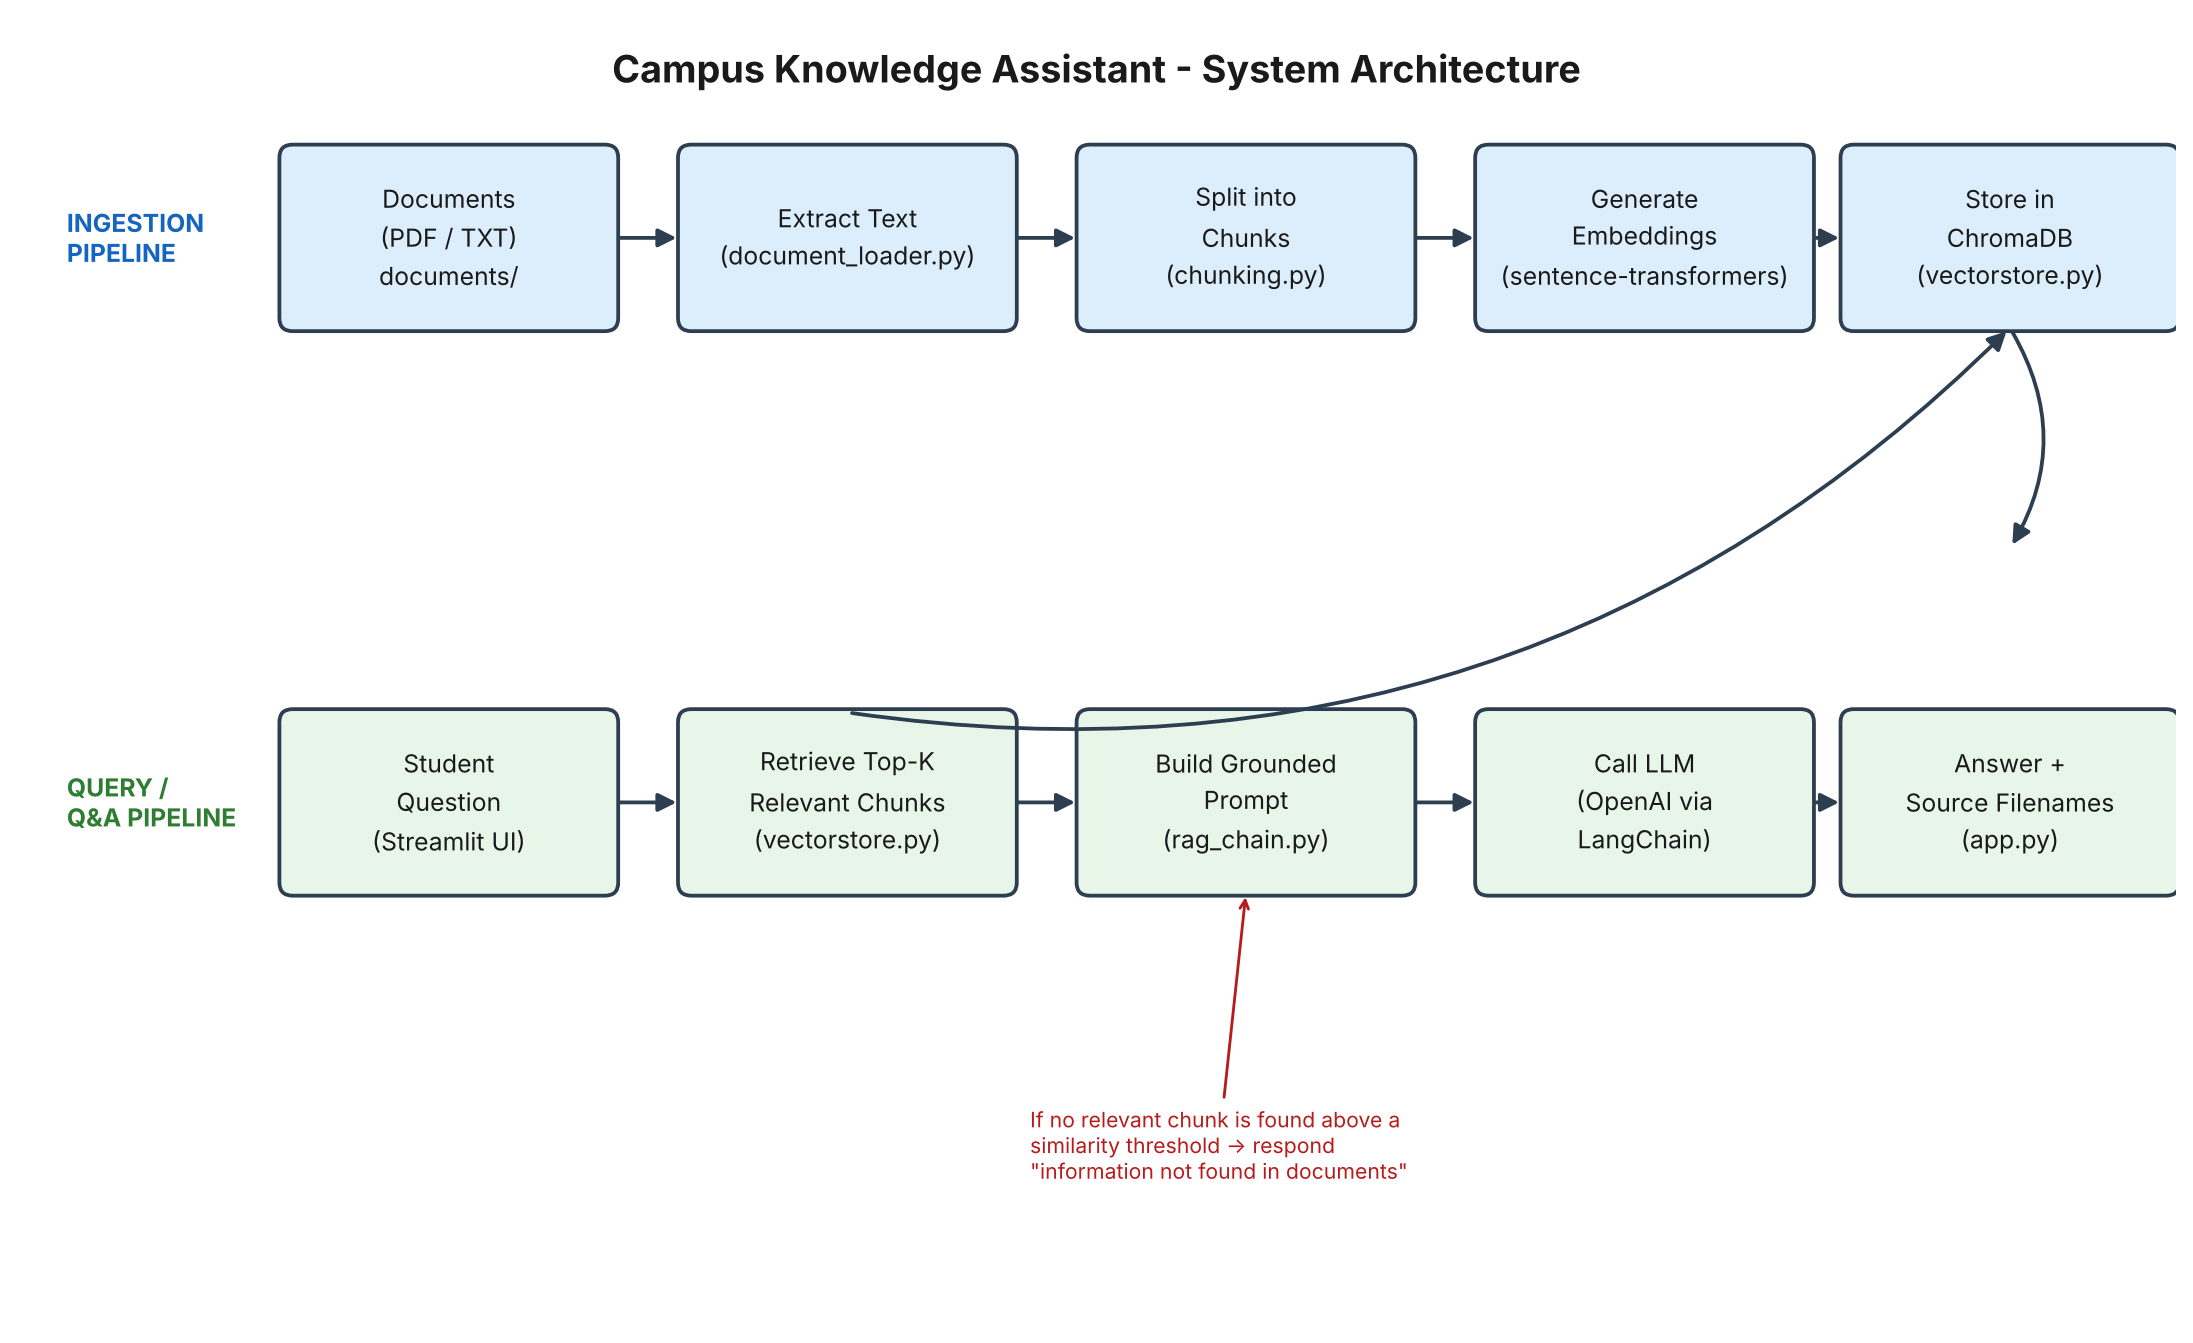 Campus Knowledge Assistant - System Architecture
INGESTION
PIPELINE
Documents
(PDF / TXT)
documents/
Extract Text
(document_loader.py)
Split into
Chunks
(chunking.py)
Generate
Embeddings
(sentence-transformers)
Store in
ChromaDB
(vectorstore.py)
QUERY /
Q&A PIPELINE
Student
Question
(Streamlit UI)
Retrieve Top-K
Relevant Chunks
(vectorstore.py)
Build Grounded
Prompt
(rag_chain.py)
Call LLM
(OpenAI via
LangChain)
Answer +
Source Filenames
(app.py)
If no relevant chunk is found above a
similarity threshold → respond
"information not found in documents"